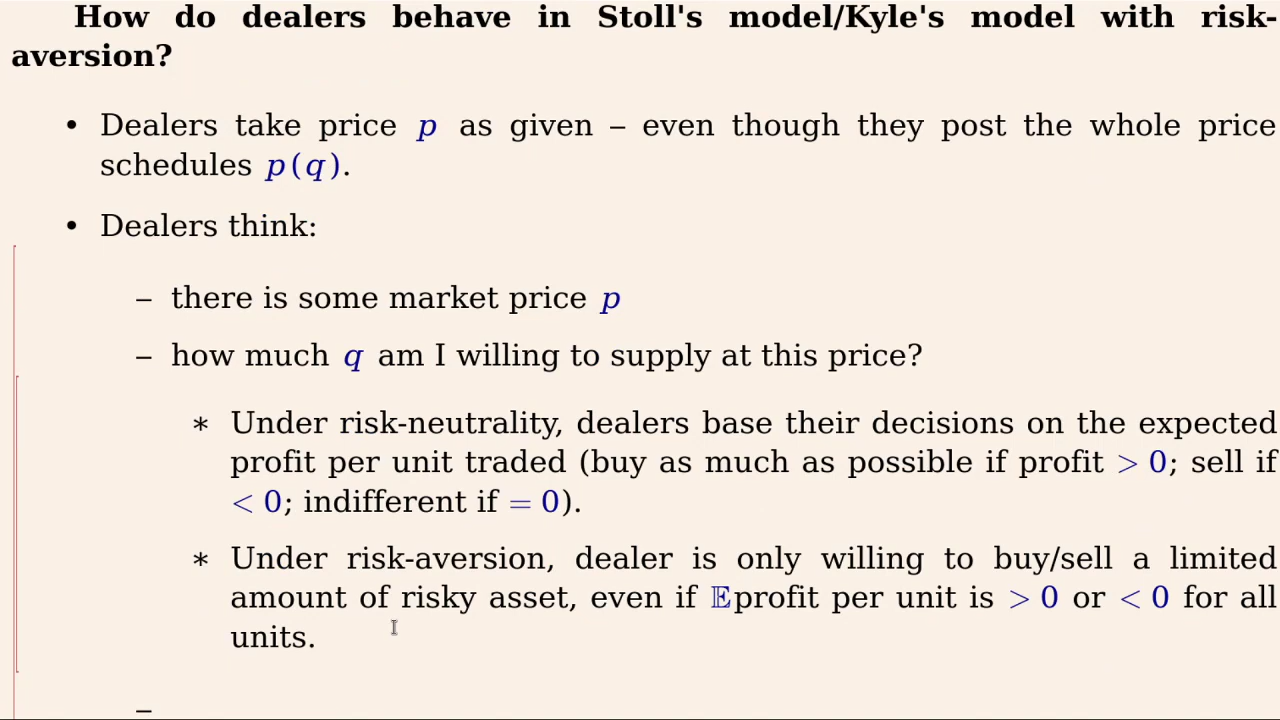 How do dealers behave in Stoll's model/Kyle's model with risk-
aversion?
• Dealers take price p as given – even though they post the whole price
schedules p(q).
• Dealers think:
– there is some market price p
– how much q am I willing to supply at this price?
∗ Under risk-neutrality, dealers base their decisions on the expected
profit per unit traded (buy as much as possible if profit > 0; sell if
< 0; indifferent if = 0).
∗ Under risk-aversion, dealer is only willing to buy/sell a limited
amount of risky asset, even if 𝔼profit per unit is > 0 or < 0 for all
units.
–